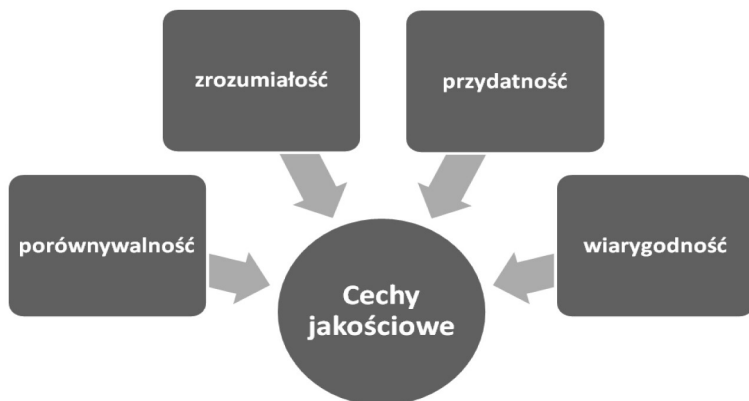 zrozumiałość
przydatność
porównywalność
wiarygodność
Cechy
jakościowe